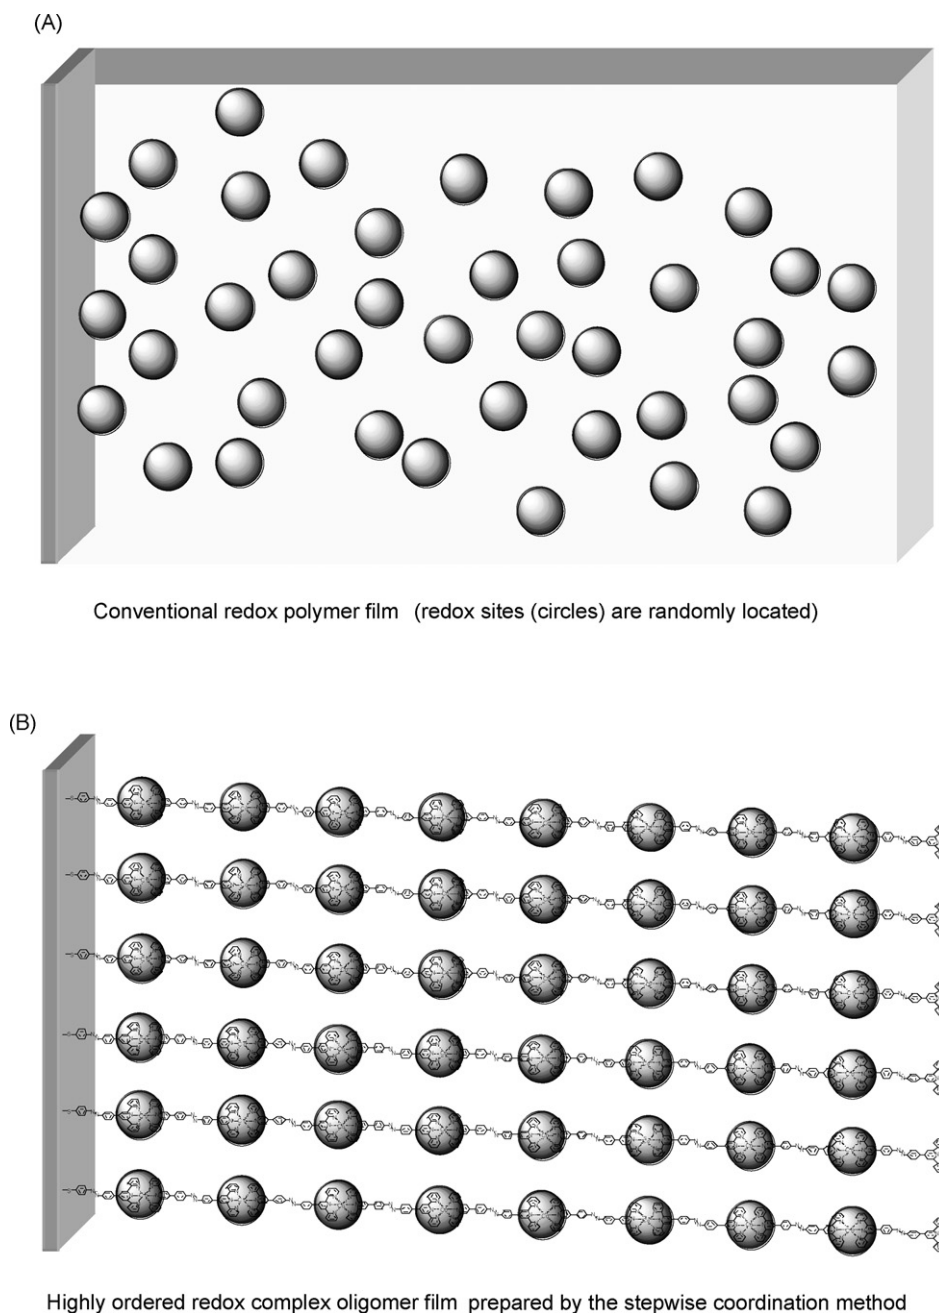 (A)
Conventional redox polymer film (redox sites (circles) are randomly located)
(B)
Highly ordered redox complex oligomer film prepared by the stepwise coordination method